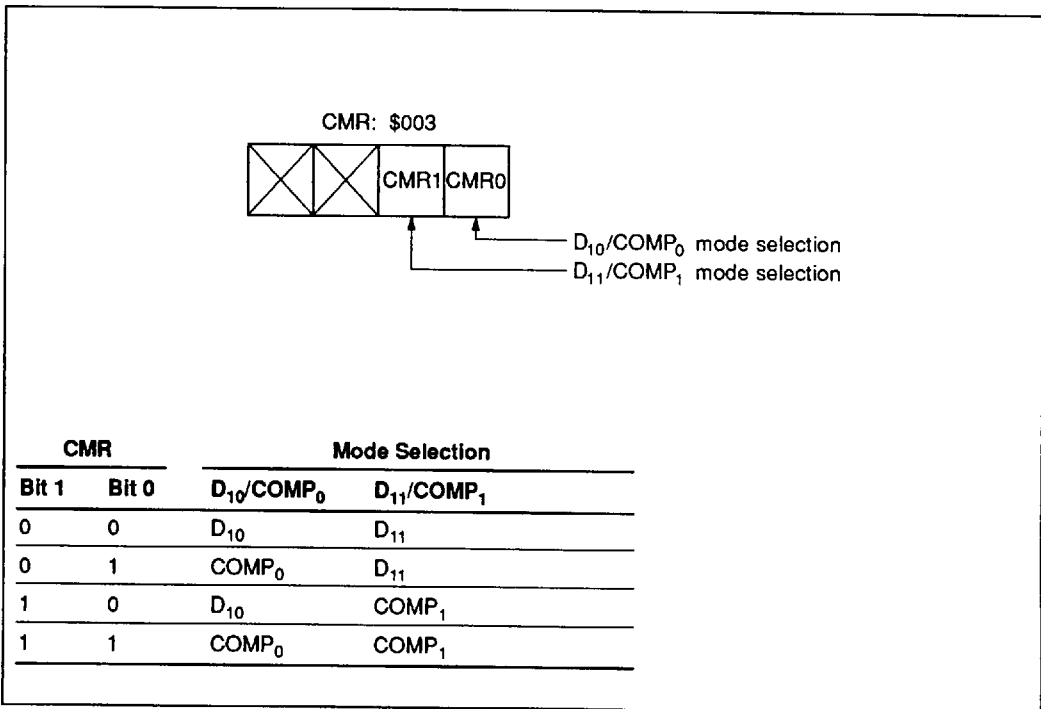 CMR: $003
CMR1 CMR0
D₁₀/COMP₀ mode selection
D₁₁/COMP₁ mode selection
CMR Mode Selection
Bit 1 Bit 0 D₁₀/COMP₀ D₁₁/COMP₁
0 0 D₁₀ D₁₁
0 1 COMP₀ D₁₁
1 0 D₁₀ COMP₁
1 1 COMP₀ COMP₁